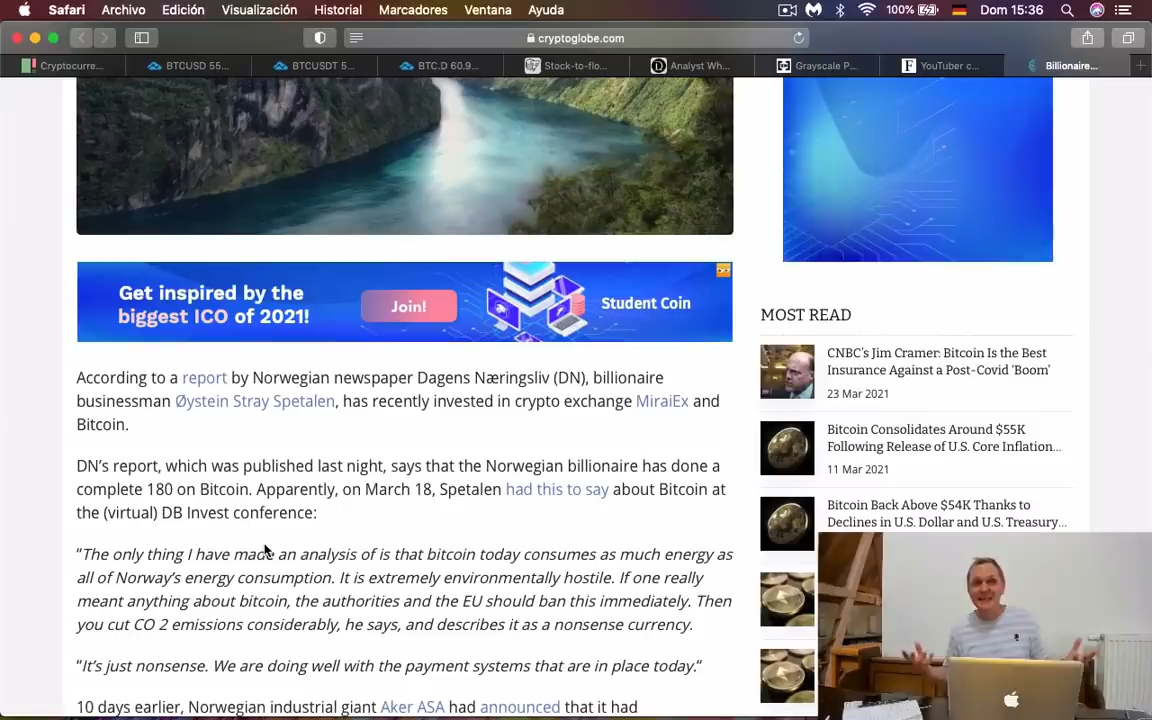 Safari Archivo Edición Visualización Historial Marcadores Ventana Ayuda 100% Dom 15:36
cryptoglobe.com
Cryptocurre... BTCUSD 55... BTCUSDT 5... BTC.D 60.9... Stock-to-flo... Analyst Wh... Grayscale P... YouTuber c... Billionaire...
Get inspired by the
biggest ICO of 2021!
Join!
Student Coin
According to a report by Norwegian newspaper Dagens Næringsliv (DN), billionaire
businessman Øystein Stray Spetalen, has recently invested in crypto exchange MiraiEx and
Bitcoin.
DN’s report, which was published last night, says that the Norwegian billionaire has done a
complete 180 on Bitcoin. Apparently, on March 18, Spetalen had this to say about Bitcoin at
the (virtual) DB Invest conference:
“The only thing I have made an analysis of is that bitcoin today consumes as much energy as
all of Norway’s energy consumption. It is extremely environmentally hostile. If one really
meant anything about bitcoin, the authorities and the EU should ban this immediately. Then
you cut CO 2 emissions considerably, he says, and describes it as a nonsense currency.
“It’s just nonsense. We are doing well with the payment systems that are in place today.“
10 days earlier, Norwegian industrial giant Aker ASA had announced that it had
MOST READ
CNBC’s Jim Cramer: Bitcoin Is the Best
Insurance Against a Post-Covid ‘Boom’
23 Mar 2021
Bitcoin Consolidates Around $55K
Following Release of U.S. Core Inflation...
11 Mar 2021
Bitcoin Back Above $54K Thanks to
Declines in U.S. Dollar and U.S. Treasury...